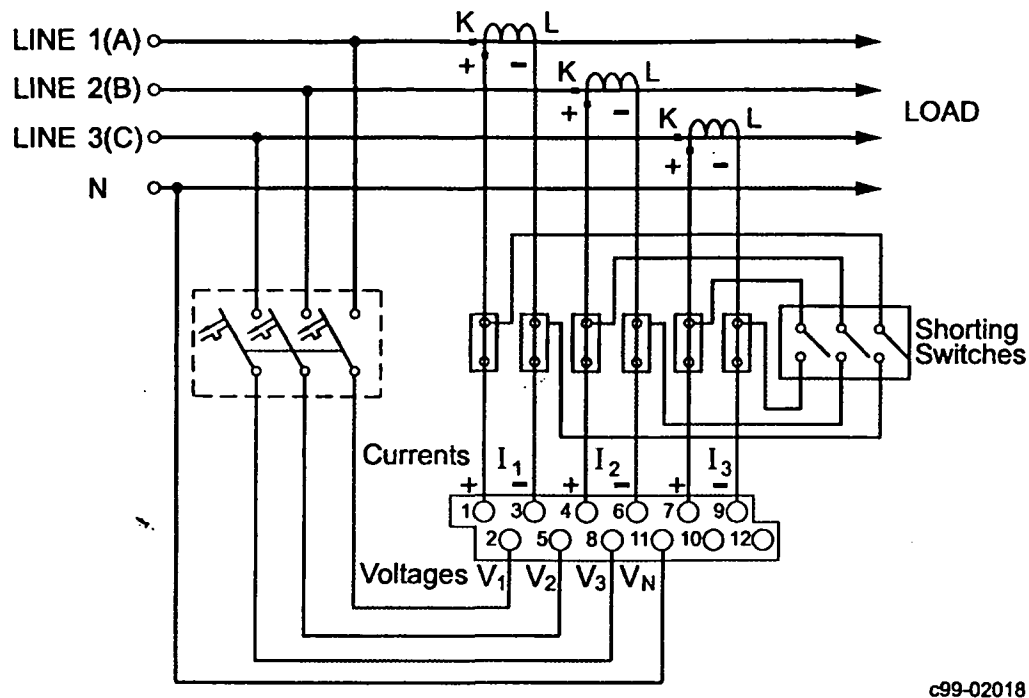 K L
LINE 1(A)
+ -
K L
LINE 2(B)
+ -
LOAD
K L
LINE 3(C)
+ -
N
Shorting
Switches
Currents I1 I2 I3
+ - + - + -
1 3 4 6 7 9
2 5 8 11 10 12
Voltages V1 V2 V3 VN
c99-02018